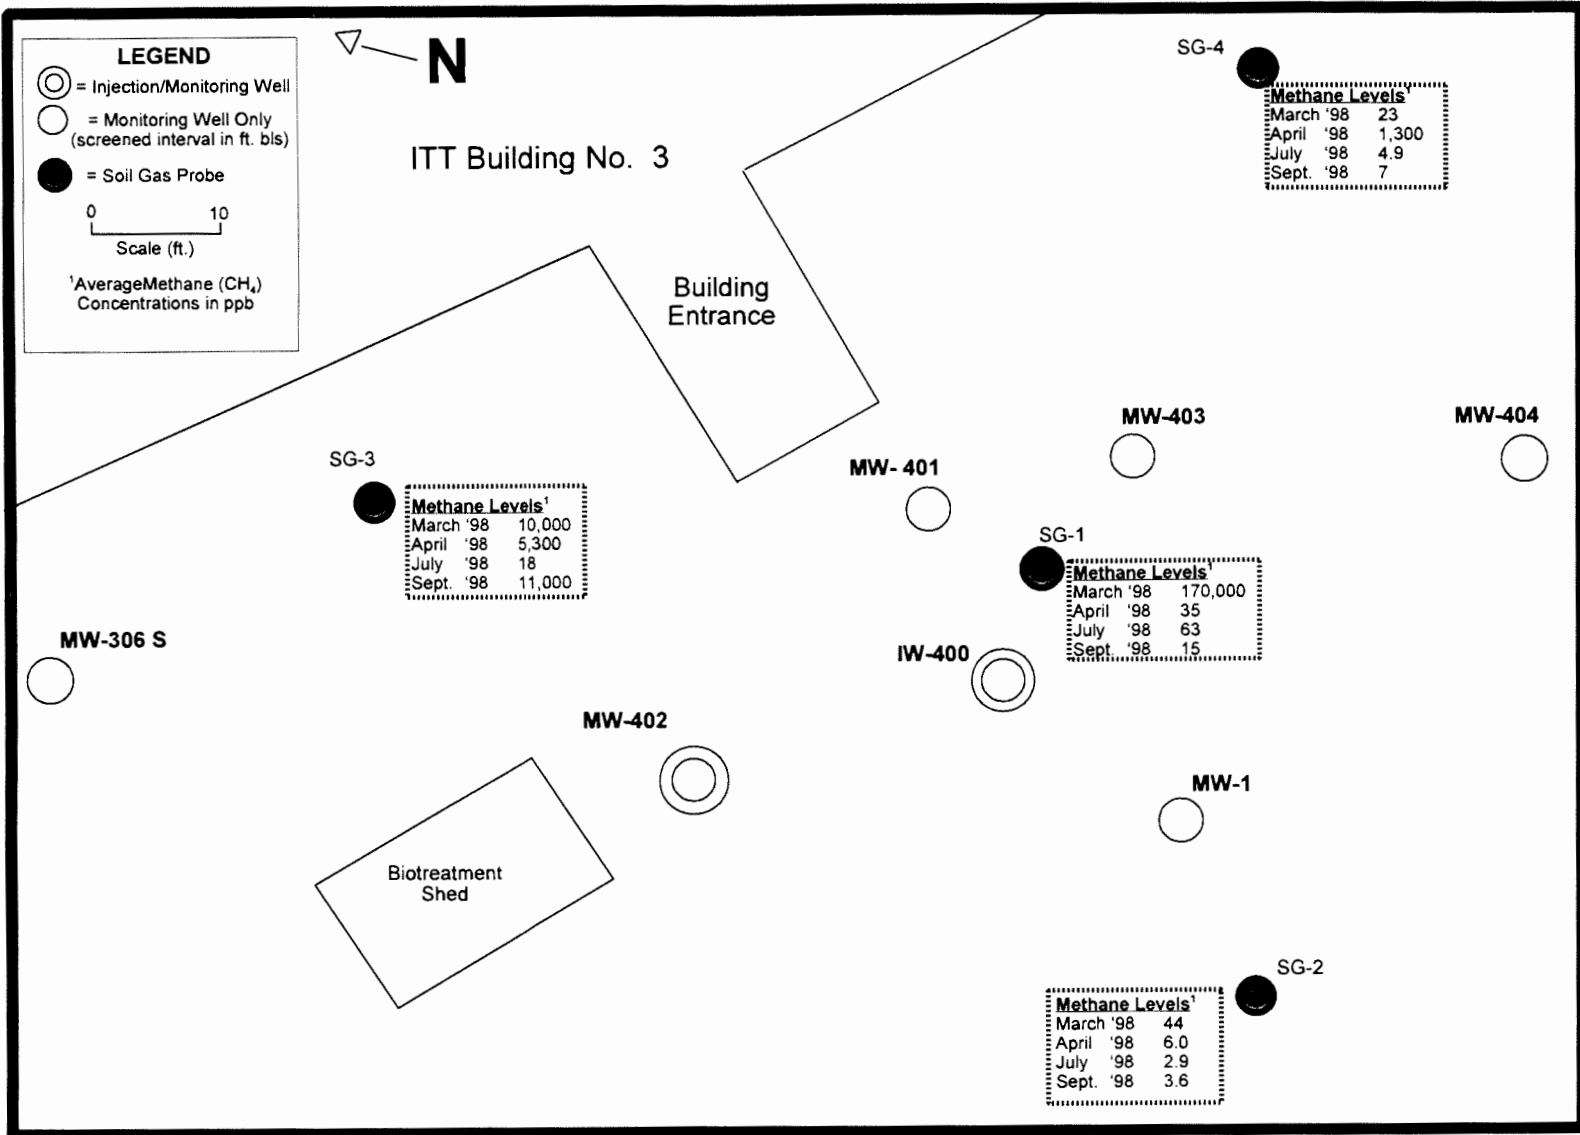 LEGEND
= Injection/Monitoring Well
= Monitoring Well Only
(screened interval in ft. bls)
= Soil Gas Probe
0 10
Scale (ft.)
¹AverageMethane (CH₄)
Concentrations in ppb
N
ITT Building No. 3
Building
Entrance
SG-4
Methane Levels¹
March '98 23
April '98 1,300
July '98 4.9
Sept. '98 7
MW-403
MW-404
MW- 401
SG-3
Methane Levels¹
March '98 10,000
April '98 5,300
July '98 18
Sept. '98 11,000
SG-1
Methane Levels¹
March '98 170,000
April '98 35
July '98 63
Sept. '98 15
MW-306 S
IW-400
MW-402
MW-1
Biotreatment
Shed
SG-2
Methane Levels¹
March '98 44
April '98 6.0
July '98 2.9
Sept. '98 3.6